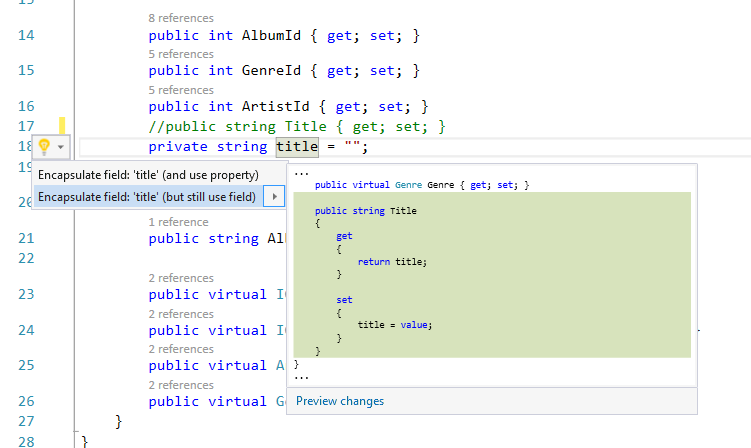 8 references
14 public int AlbumId { get; set; }
5 references
15 public int GenreId { get; set; }
5 references
16 public int ArtistId { get; set; }
17 //public string Title { get; set; }
18 private string title = "";
19
Encapsulate field: 'title' (and use property)
Encapsulate field: 'title' (but still use field)
...
public virtual Genre Genre { get; set; }
public string Title
{
get
{
return title;
}
set
{
title = value;
}
}
}
...
Preview changes
1 reference
21 public string
22
2 references
23 public virtual
2 references
24 public virtual
2 references
25 public virtual
2 references
26 public virtual
27 }
28 }